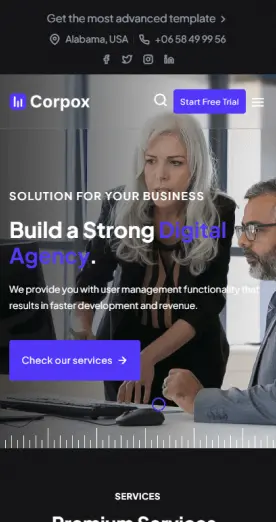 Get the most advanced template >
Alabama, USA
+06 58 49 99 56
Corpox
Start Free Trial
SOLUTION FOR YOUR BUSINESS
Build a Strong Digital
Agency.
We provide you with user management functionality that
results in faster development and revenue.
Check our services →
SERVICES
Premium Services